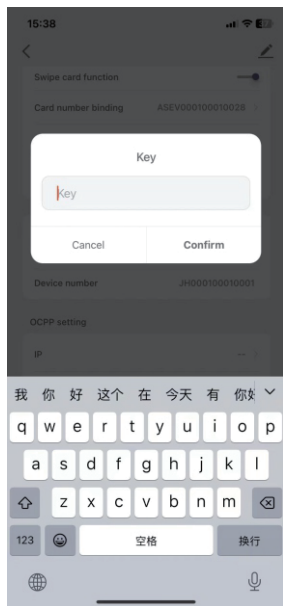 15:38
Swipe card function
Card number binding ASEV000100010028
Key
Key
Cancel Confirm
Device number JH000100010001
OCPP setting
IP --
我 你 好 这个 在 今天 有
q w e r t y u i o p
a s d f g h j k l
z x c v b n m
123 空格 换行